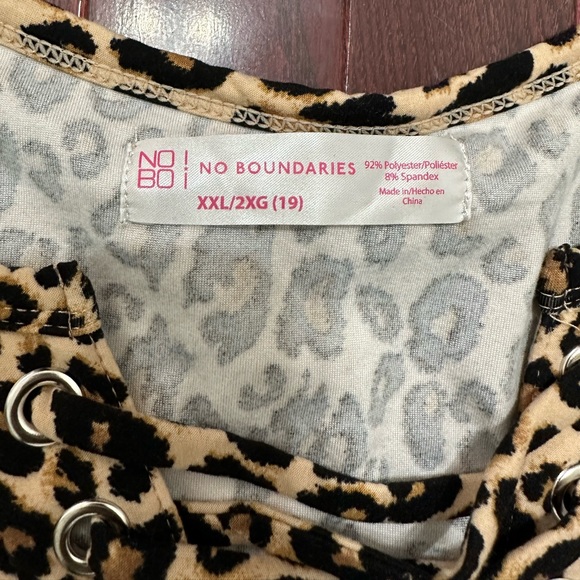 NO
BO
NO BOUNDARIES
XXL/2XG (19)
92% Polyester/Poliéster
8% Spandex
Made in/Hecho en
China